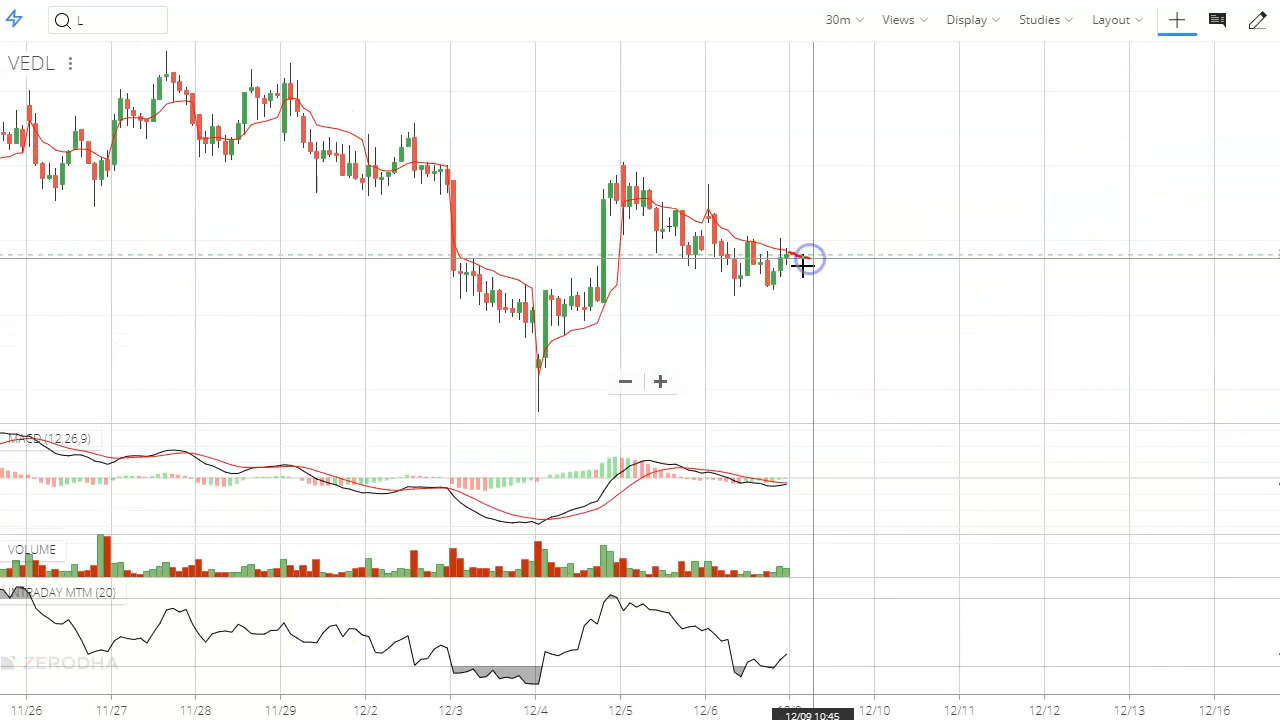 L
30m Views Display Studies Layout
VEDL
MACD (12,26,9)
VOLUME
INTRADAY MTM (20)
ZERODHA
11/26 11/27 11/28 11/29 12/2 12/3 12/4 12/5 12/6 12/10 12/11 12/12 12/13 12/16
12/09 10:45